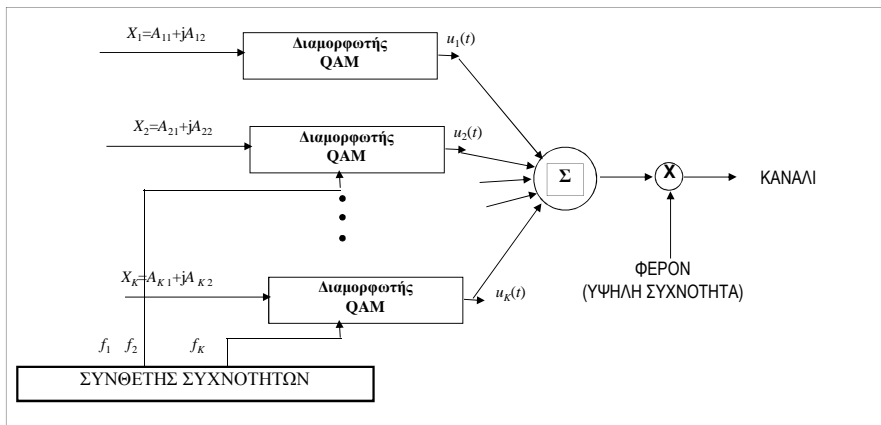 X1=A11+jA12
Διαμορφωτής
QAM
u1(t)
X2=A21+jA22
Διαμορφωτής
QAM
u2(t)
Σ
X
ΚΑΝΑΛΙ
ΦΕΡΟΝ
(ΥΨΗΛΗ ΣΥΧΝΟΤΗΤΑ)
XK=AK1+jAK2
Διαμορφωτής
QAM
uK(t)
f1 f2 fK
ΣΥΝΘΕΤΗΣ ΣΥΧΝΟΤΗΤΩΝ